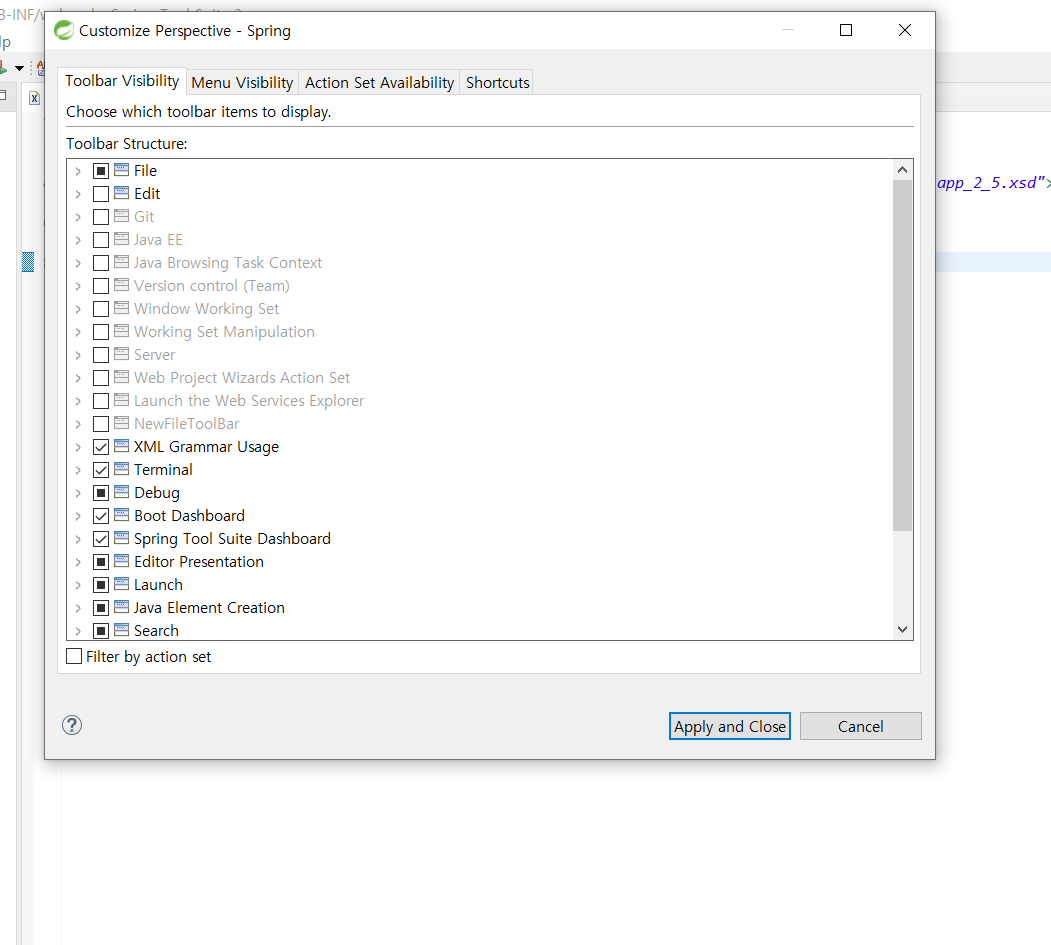 Customize Perspective - Spring
lp
Toolbar Visibility Menu Visibility Action Set Availability Shortcuts
Choose which toolbar items to display.
Toolbar Structure:
File
Edit
Git
Java EE
Java Browsing Task Context
Version control (Team)
Window Working Set
Working Set Manipulation
Server
Web Project Wizards Action Set
Launch the Web Services Explorer
NewFileToolBar
XML Grammar Usage
Terminal
Debug
Boot Dashboard
Spring Tool Suite Dashboard
Editor Presentation
Launch
Java Element Creation
Search
app_2_5.xsd">
Filter by action set
Apply and Close Cancel